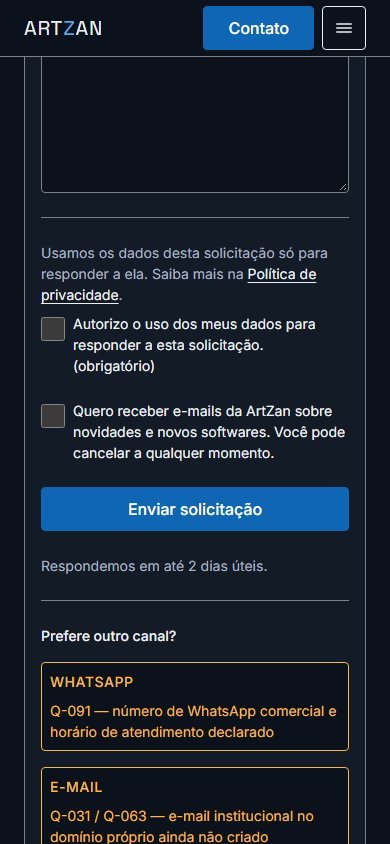 ARTZAN
Contato
Usamos os dados desta solicitação só para
responder a ela. Saiba mais na Política de
privacidade.
Autorizo o uso dos meus dados para
responder a esta solicitação.
(obrigatório)
Quero receber e-mails da ArtZan sobre
novidades e novos softwares. Você pode
cancelar a qualquer momento.
Enviar solicitação
Respondemos em até 2 dias úteis.
Prefere outro canal?
WHATSAPP
Q-091 — número de WhatsApp comercial e
horário de atendimento declarado
E-MAIL
Q-031 / Q-063 — e-mail institucional no
domínio próprio ainda não criado